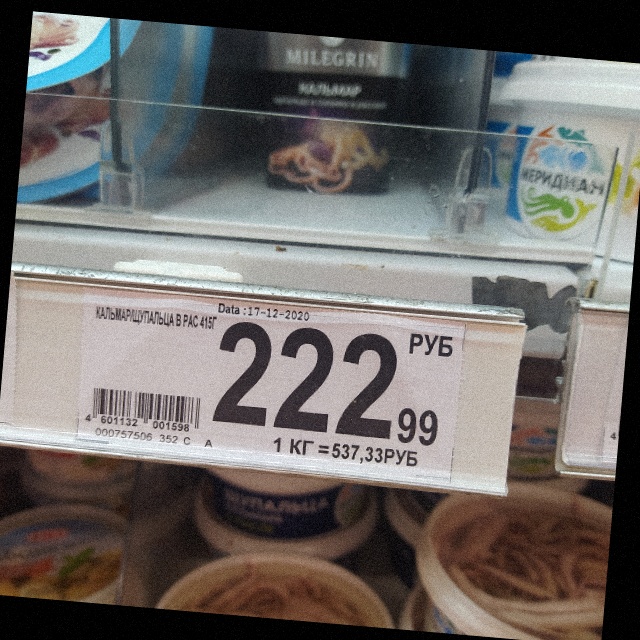 MILEGRIN
КАЛЬМАР
МЕРИДИАН
Data :17-12-2020
КАЛЬМАР/ЩУПАЛЬЦА В РАС 415Г
222 99 РУБ
4 601132 001598
000757506 352 C A
1 КГ =537,33РУБ
ЩУПАЛЬЦА